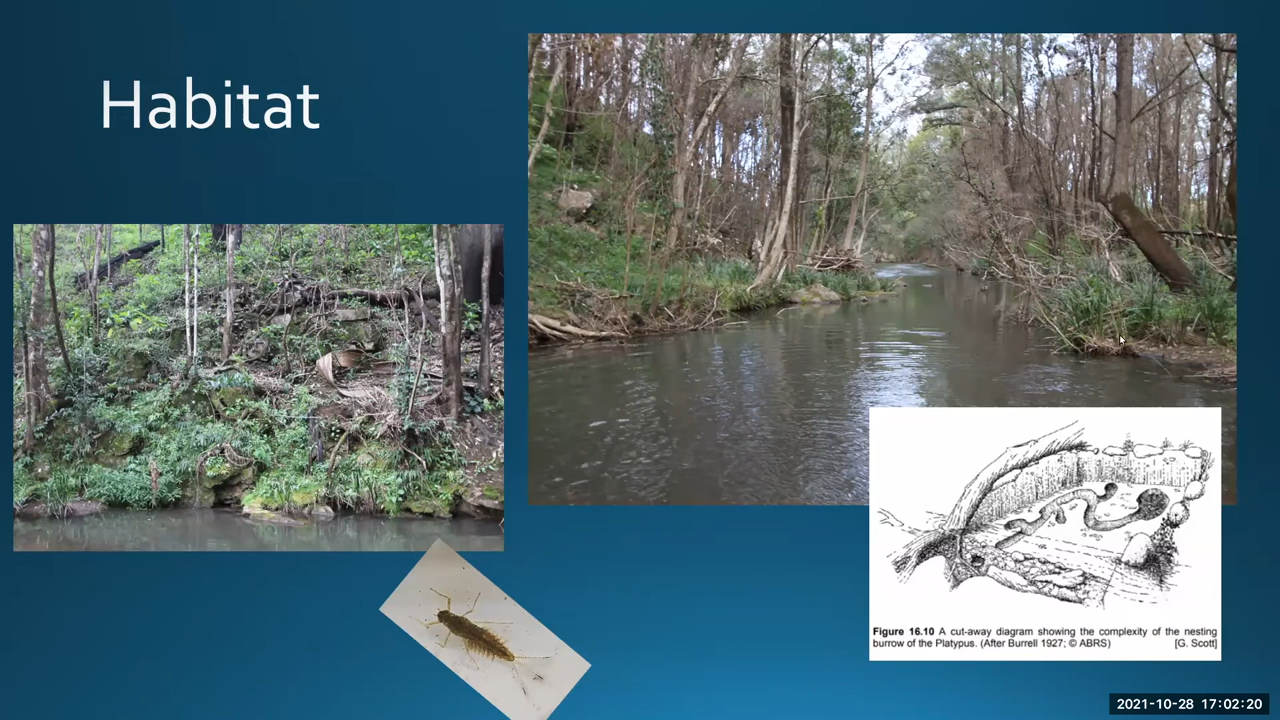 Habitat
Figure 16.10 A cut-away diagram showing the complexity of the nesting
burrow of the Platypus. (After Burrell 1927; © ABRS) [G. Scott]
2021-10-28 17:02:20